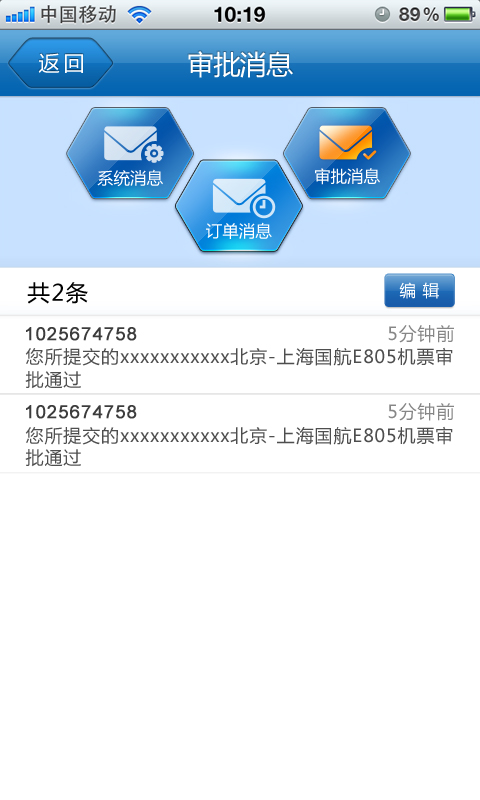 中国移动 10:19 89%
返回 审批消息
系统消息 审批消息
订单消息
共2条 编辑
1025674758 5分钟前
您所提交的xxxxxxxxxxx北京-上海国航E805机票审
批通过
1025674758 5分钟前
您所提交的xxxxxxxxxxx北京-上海国航E805机票审
批通过